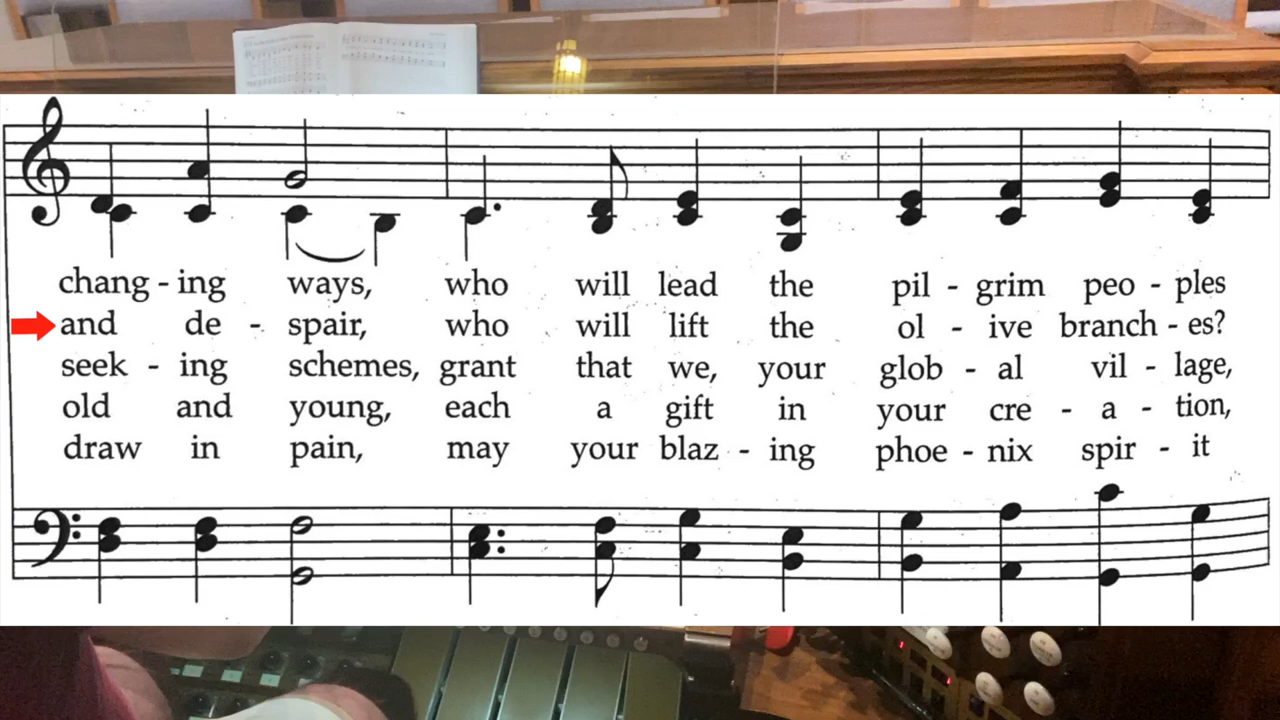 chang - ing ways, who will lead the pil - grim peo - ples
and de - spair, who will lift the ol - ive branch - es?
seek - ing schemes, grant that we, your glob - al vil - lage,
old and young, each a gift in your cre - a - tion,
draw in pain, may your blaz - ing phoe - nix spir - it